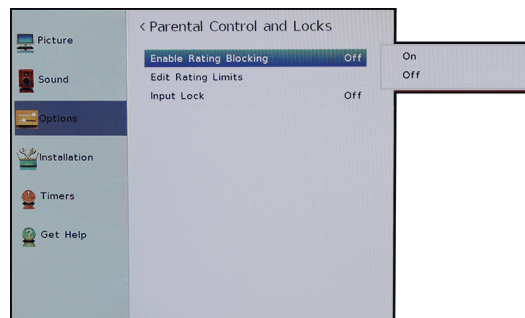 Picture
Sound
Options
Installation
Timers
Get Help
< Parental Control and Locks
Enable Rating Blocking Off
Edit Rating Limits
Input Lock Off
On
Off